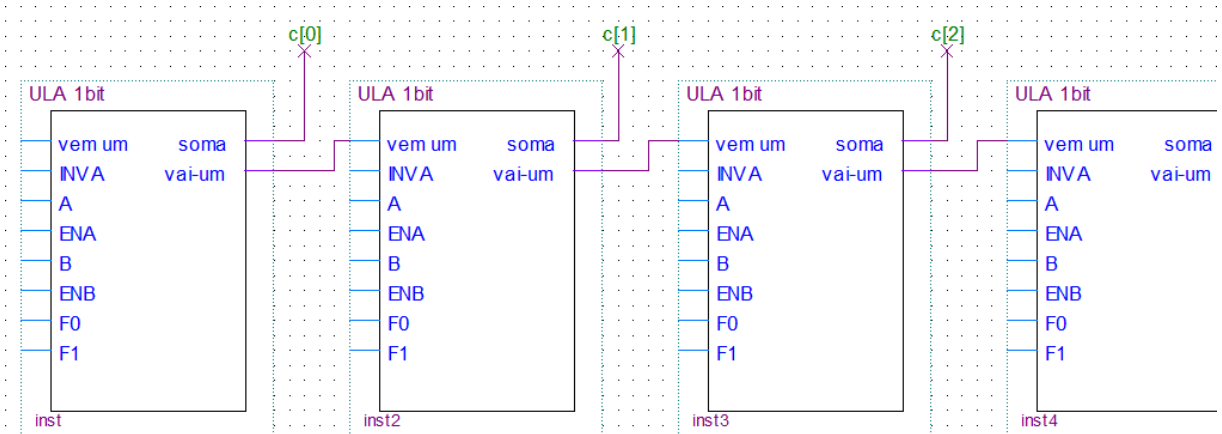 c[0] c[1] c[2]
ULA 1bit ULA 1bit ULA 1bit ULA 1bit
vem um soma vem um soma vem um soma vem um soma
INVA vai-um INVA vai-um INVA vai-um INVA vai-um
A A A A
ENA ENA ENA ENA
B B B B
ENB ENB ENB ENB
F0 F0 F0 F0
F1 F1 F1 F1
inst inst2 inst3 inst4